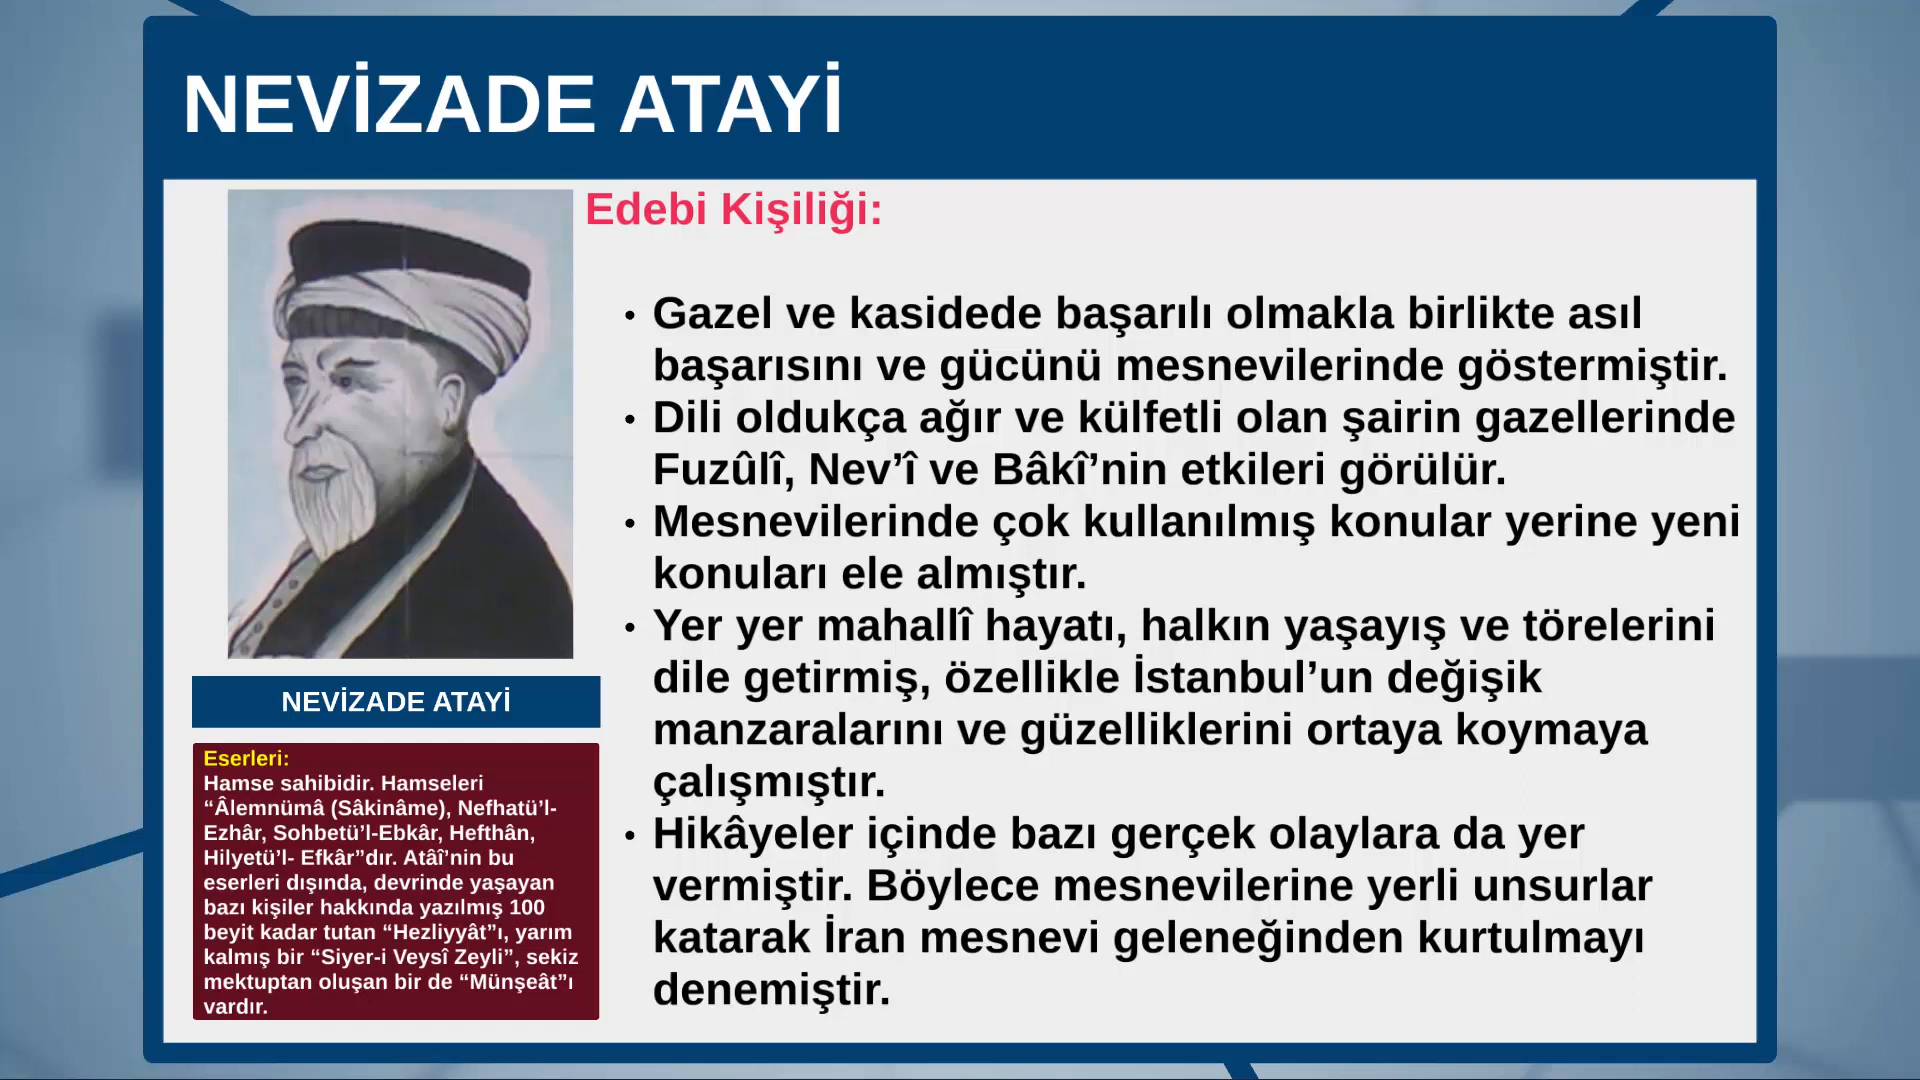 NEVİZADE ATAYİ
Edebi Kişiliği:
• Gazel ve kasidede başarılı olmakla birlikte asıl
başarısını ve gücünü mesnevilerinde göstermiştir.
• Dili oldukça ağır ve külfetli olan şairin gazellerinde
Fuzûlî, Nev’î ve Bâkî’nin etkileri görülür.
• Mesnevilerinde çok kullanılmış konular yerine yeni
konuları ele almıştır.
• Yer yer mahallî hayatı, halkın yaşayış ve törelerini
dile getirmiş, özellikle İstanbul’un değişik
manzaralarını ve güzelliklerini ortaya koymaya
çalışmıştır.
• Hikâyeler içinde bazı gerçek olaylara da yer
vermiştir. Böylece mesnevilerine yerli unsurlar
katarak İran mesnevi geleneğinden kurtulmayı
denemiştir.
NEVİZADE ATAYİ
Eserleri:
Hamse sahibidir. Hamseleri
“Âlemnümâ (Sâkinâme), Nefhatü’l-
Ezhâr, Sohbetü’l-Ebkâr, Hefthân,
Hilyetü’l- Efkâr”dır. Atâî’nin bu
eserleri dışında, devrinde yaşayan
bazı kişiler hakkında yazılmış 100
beyit kadar tutan “Hezliyyât”ı, yarım
kalmış bir “Siyer-i Veysî Zeyli”, sekiz
mektuptan oluşan bir de “Münşeât”ı
vardır.